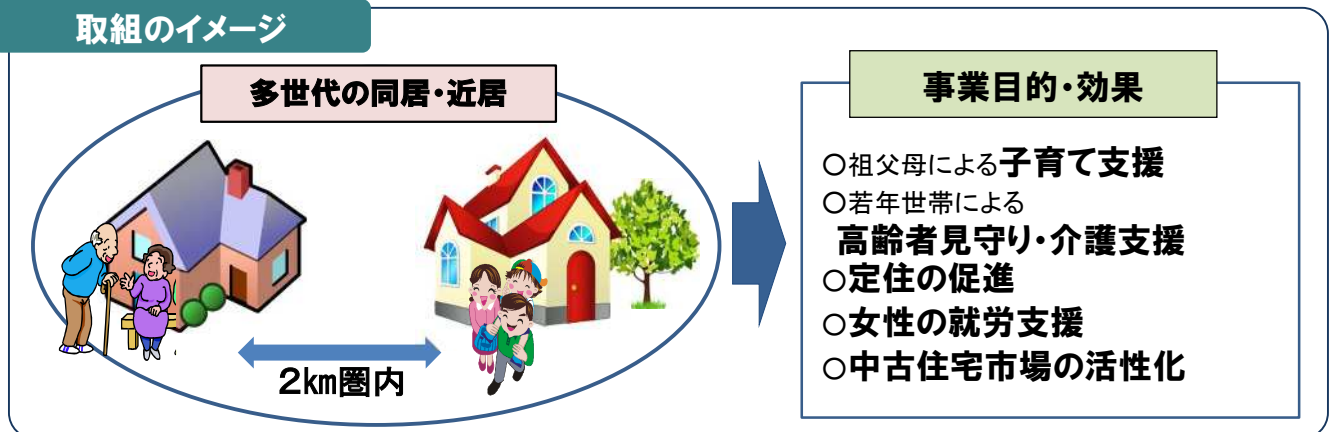 取組のイメージ
多世代の同居・近居
2km圏内
事業目的・効果
○祖父母による子育て支援
○若年世帯による
高齢者見守り・介護支援
○定住の促進
○女性の就労支援
○中古住宅市場の活性化